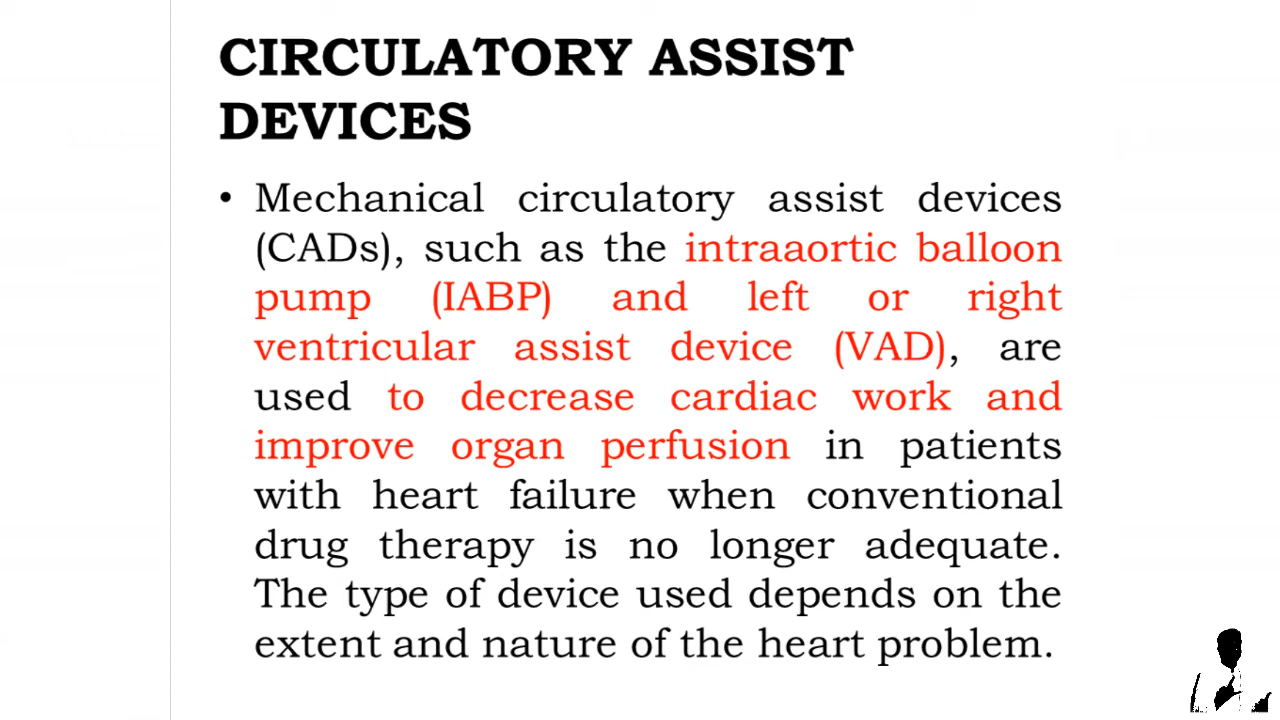 CIRCULATORY ASSIST
DEVICES
• Mechanical circulatory assist devices
(CADs), such as the intraaortic balloon
pump (IABP) and left or right
ventricular assist device (VAD), are
used to decrease cardiac work and
improve organ perfusion in patients
with heart failure when conventional
drug therapy is no longer adequate.
The type of device used depends on the
extent and nature of the heart problem.